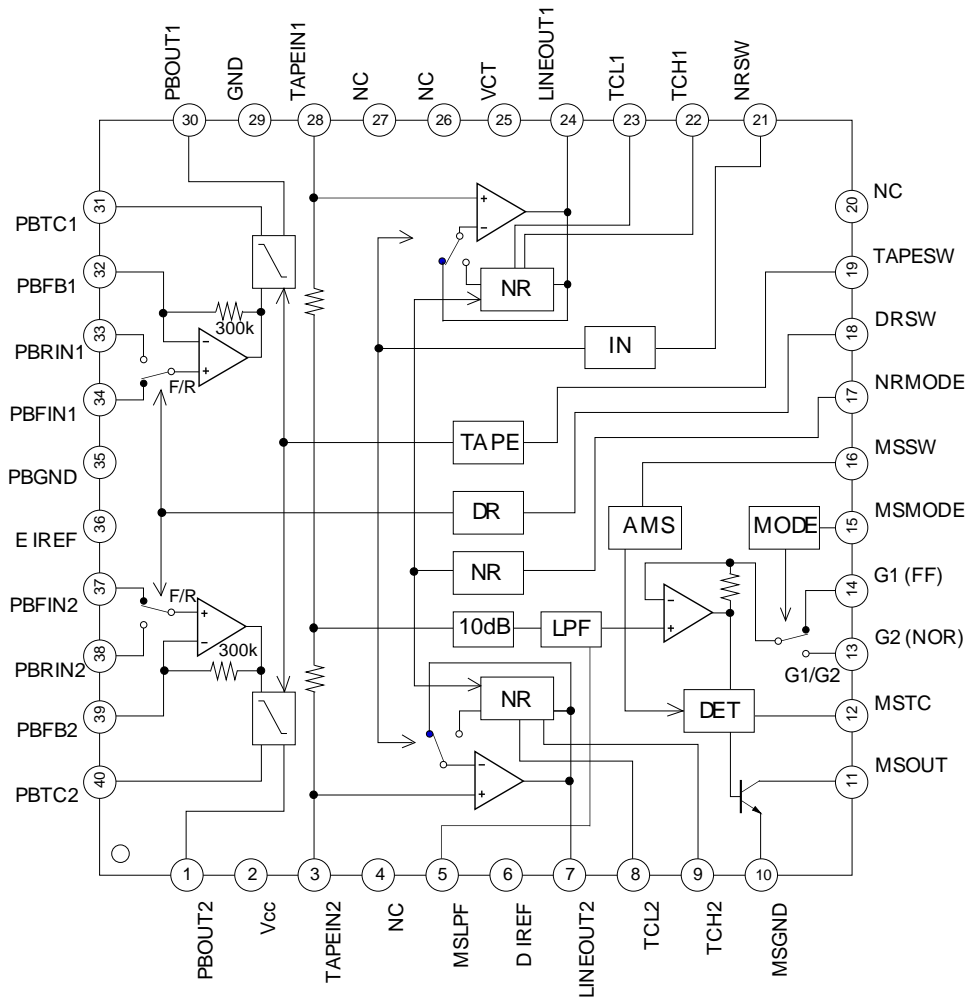 PBOUT1
GND
TAPEIN1
NC
NC
VCT
LINEOUT1
TCL1
TCH1
NRSW
30
29
28
27
26
25
24
23
22
21
31
PBTC1
32
PBFB1
33
PBRIN1
34
PBFIN1
35
PBGND
36
E IREF
37
PBFIN2
38
PBRIN2
39
PBFB2
40
PBTC2
300k
F/R
F/R
300k
NR
IN
TAPE
DR
NR
10dB
LPF
AMS
MODE
G1/G2
DET
NR
NC
20
TAPESW
19
DRSW
18
NRMODE
17
MSSW
16
MSMODE
15
G1 (FF)
14
G2 (NOR)
13
MSTC
12
MSOUT
11
1
2
3
4
5
6
7
8
9
10
PBOUT2
Vcc
TAPEIN2
NC
MSLPF
D IREF
LINEOUT2
TCL2
TCH2
MSGND